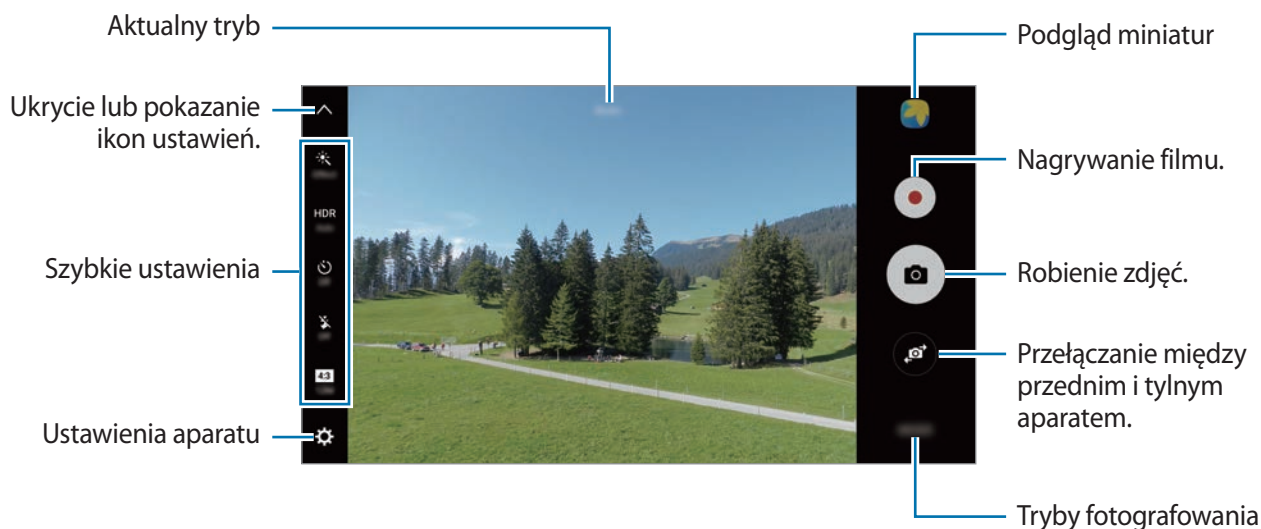 Aktualny tryb
Podgląd miniatur
Ukrycie lub pokazanie
ikon ustawień.
Nagrywanie filmu.
HDR
Szybkie ustawienia
Robienie zdjęć.
4:3
Przełączanie między
przednim i tylnym
aparatem.
Ustawienia aparatu
Tryby fotografowania